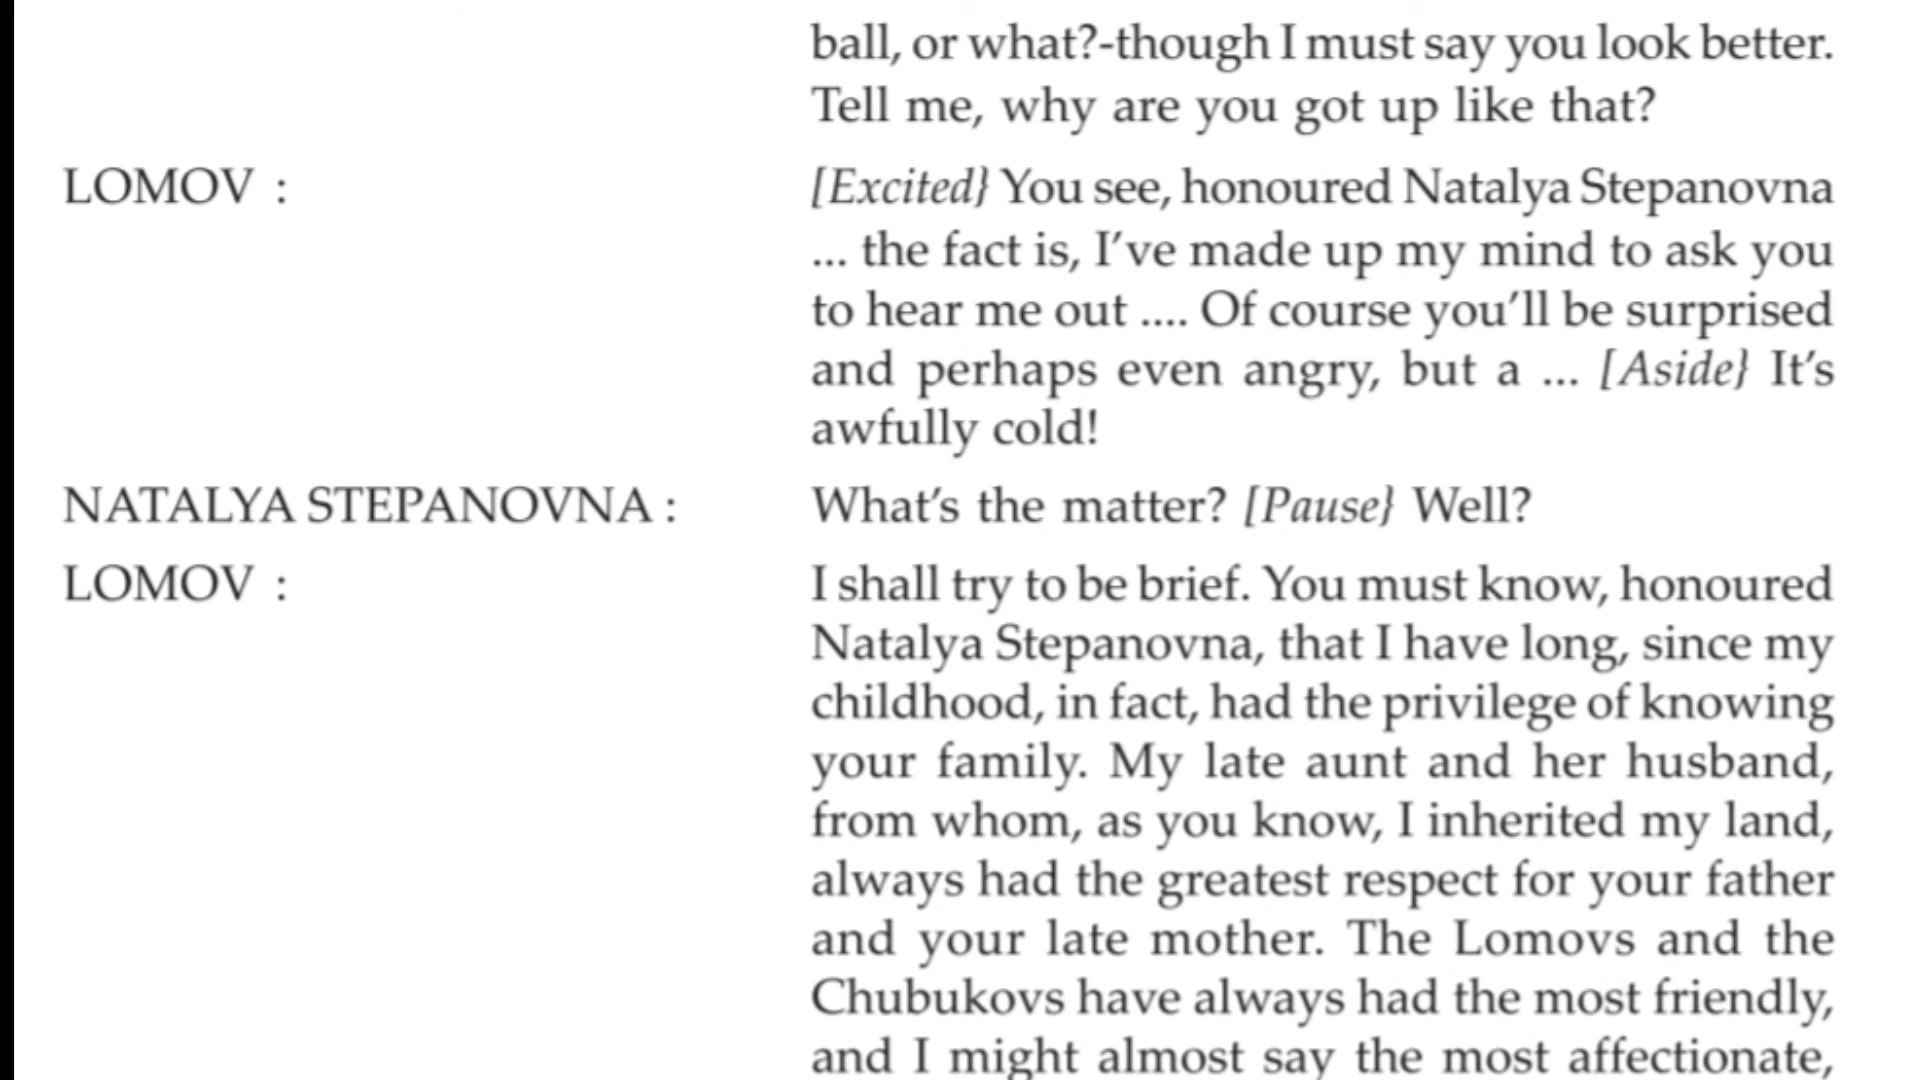 ball, or what?-though I must say you look better.
Tell me, why are you got up like that?
LOMOV : [Excited} You see, honoured Natalya Stepanovna
... the fact is, I've made up my mind to ask you
to hear me out .... Of course you'll be surprised
and perhaps even angry, but a ... [Aside} It's
awfully cold!
NATALYA STEPANOVNA : What's the matter? [Pause} Well?
LOMOV : I shall try to be brief. You must know, honoured
Natalya Stepanovna, that I have long, since my
childhood, in fact, had the privilege of knowing
your family. My late aunt and her husband,
from whom, as you know, I inherited my land,
always had the greatest respect for your father
and your late mother. The Lomovs and the
Chubukovs have always had the most friendly,
and I might almost say the most affectionate,